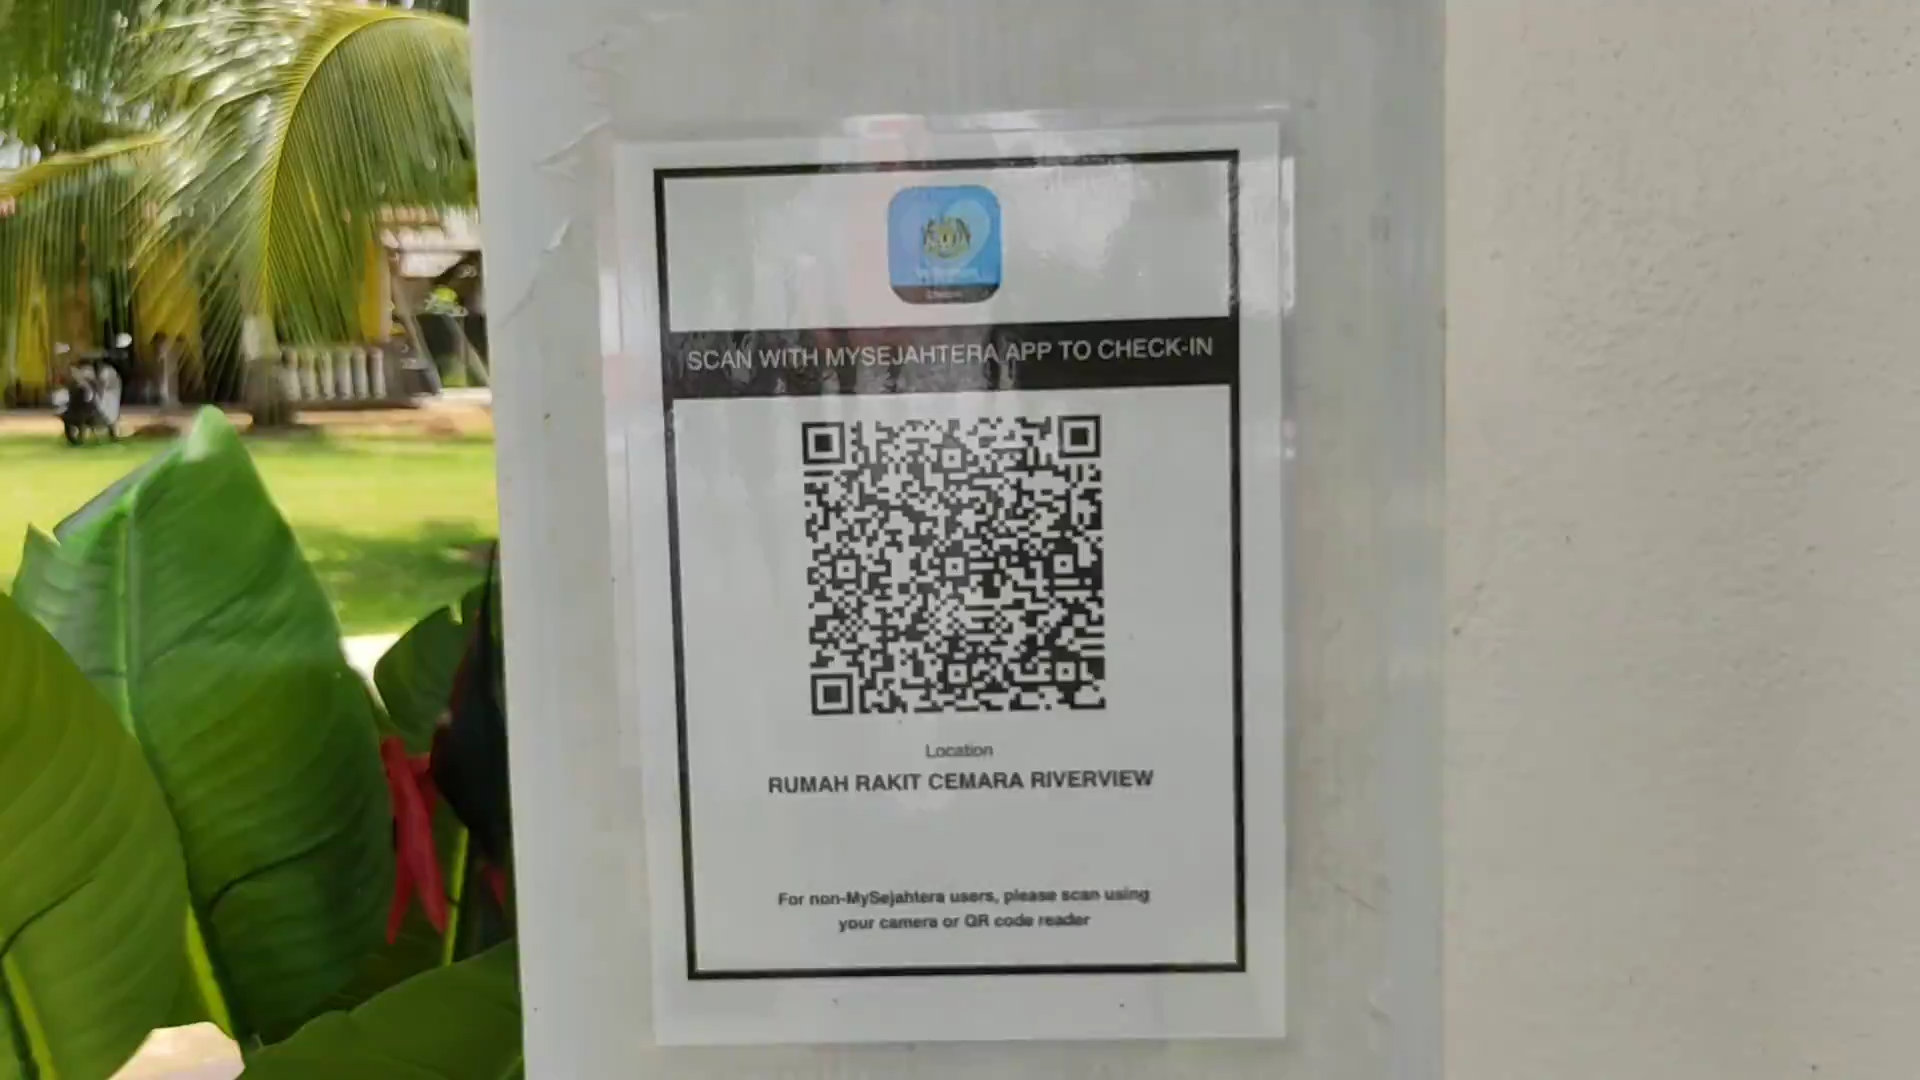 SCAN WITH MYSEJAHTERA APP TO CHECK-IN
Location
RUMAH RAKIT CEMARA RIVERVIEW
For non-MySejahtera users, please scan using
your camera or QR code reader